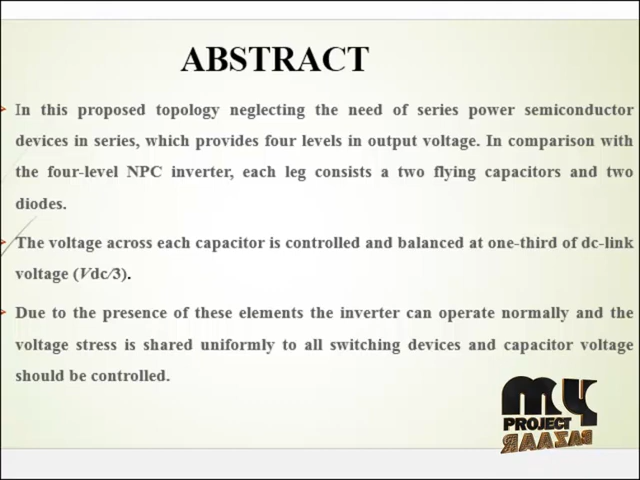 ABSTRACT
In this proposed topology neglecting the need of series power semiconductor
devices in series, which provides four levels in output voltage. In comparison with
the four-level NPC inverter, each leg consists a two flying capacitors and two
diodes.
The voltage across each capacitor is controlled and balanced at one-third of dc-link
voltage (Vdc/3).
Due to the presence of these elements the inverter can operate normally and the
voltage stress is shared uniformly to all switching devices and capacitor voltage
should be controlled.
my
PROJECT
BAZAAR